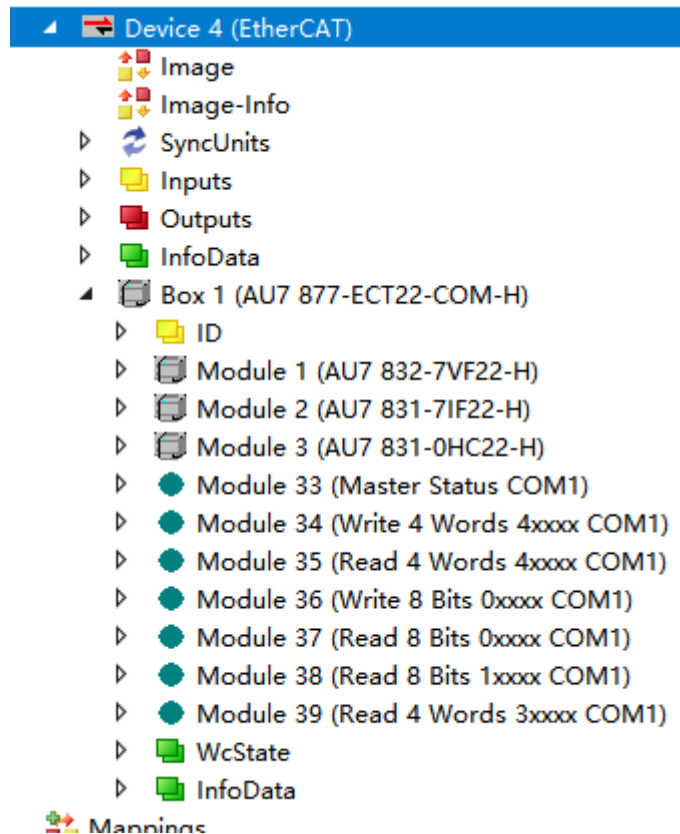 Device 4 (EtherCAT)
Image
Image-Info
SyncUnits
Inputs
Outputs
InfoData
Box 1 (AU7 877-ECT22-COM-H)
ID
Module 1 (AU7 832-7VF22-H)
Module 2 (AU7 831-7IF22-H)
Module 3 (AU7 831-0HC22-H)
Module 33 (Master Status COM1)
Module 34 (Write 4 Words 4xxxx COM1)
Module 35 (Read 4 Words 4xxxx COM1)
Module 36 (Write 8 Bits 0xxxx COM1)
Module 37 (Read 8 Bits 0xxxx COM1)
Module 38 (Read 8 Bits 1xxxx COM1)
Module 39 (Read 4 Words 3xxxx COM1)
WcState
InfoData
Mappings